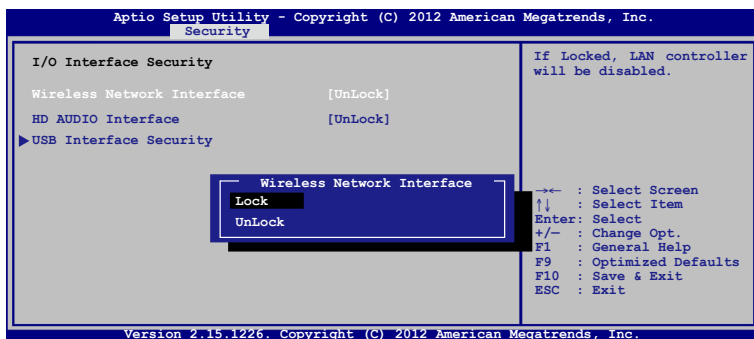 Aptio Setup Utility - Copyright (C) 2012 American Megatrends, Inc.
Security
I/O Interface Security
Wireless Network Interface [UnLock]
HD AUDIO Interface [UnLock]
USB Interface Security
If Locked, LAN controller
will be disabled.
Wireless Network Interface
Lock
UnLock
→← : Select Screen
↑↓ : Select Item
Enter: Select
+/— : Change Opt.
F1 : General Help
F9 : Optimized Defaults
F10 : Save & Exit
ESC : Exit
Version 2.15.1226. Copyright (C) 2012 American Megatrends, Inc.